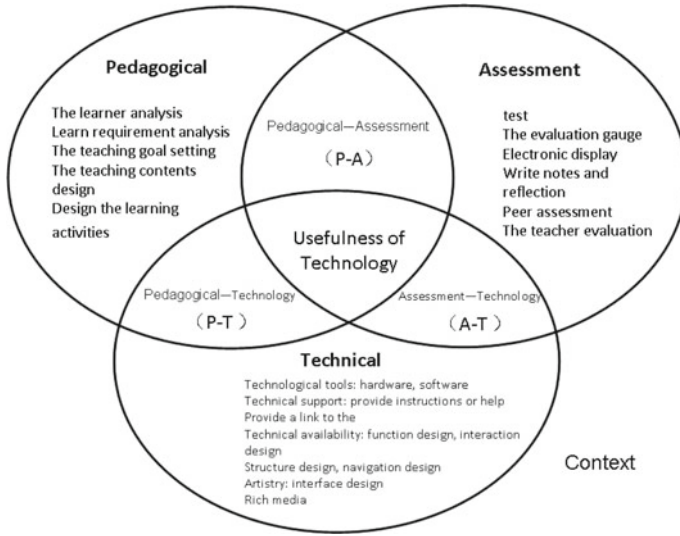 Pedagogical
The learner analysis
Learn requirement analysis
The teaching goal setting
The teaching contents
design
Design the learning
activities
Pedagogical—Assessment
（P-A）
Assessment
test
The evaluation gauge
Electronic display
Write notes and
reflection
Peer assessment
The teacher evaluation
Usefulness of
Technology
Pedagogical—Technology
（P-T）
Assessment—Technology
（A-T）
Technical
Technological tools: hardware, software
Technical support: provide instructions or help
Provide a link to the
Technical availability: function design, interaction
design
Structure design, navigation design
Artistry: interface design
Rich media
Context